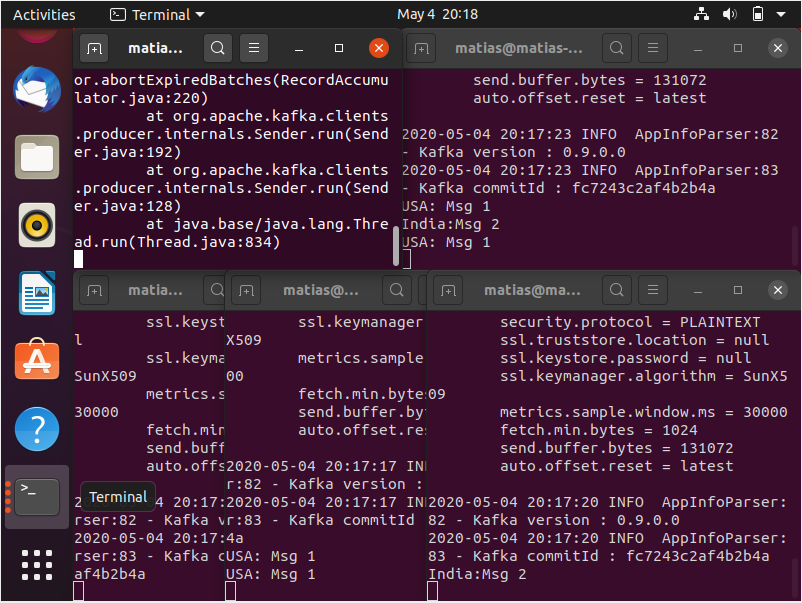 Activities
Terminal
May 4 20:18
matia...
or.abortExpiredBatches(RecordAccumu
lator.java:220)
at org.apache.kafka.clients
.producer.internals.Sender.run(Send
er.java:192)
at org.apache.kafka.clients
.producer.internals.Sender.run(Send
er.java:128)
at java.base/java.lang.Thre
ad.run(Thread.java:834)
matias@matias-...
send.buffer.bytes = 131072
auto.offset.reset = latest
2020-05-04 20:17:23 INFO  AppInfoParser:82
- Kafka version : 0.9.0.0
2020-05-04 20:17:23 INFO  AppInfoParser:83
- Kafka commitId : fc7243c2af4b2b4a
USA: Msg 1
India:Msg 2
USA: Msg 1
matia...
ssl.keyst
l
ssl.keyma
SunX509
metrics.s
30000
fetch.min
send.buff
auto.offs
Terminal
4 20:17:
rser:82 - Kafka v
2020-05-04 20:17:
rser:83 - Kafka c
af4b2b4a
matias@...
ssl.keymanager
X509
metrics.sample
00
fetch.min.byte
send.buffer.by
auto.offset.re
2020-05-04 20:17:17 IN
r:82 - Kafka version :
2020-05-04 20:17:17 IN
r:83 - Kafka commitId
4a
USA: Msg 1
USA: Msg 1
matias@ma...
security.protocol = PLAINTEXT
ssl.truststore.location = null
ssl.keystore.password = null
ssl.keymanager.algorithm = SunX5
09
metrics.sample.window.ms = 30000
fetch.min.bytes = 1024
send.buffer.bytes = 131072
auto.offset.reset = latest
2020-05-04 20:17:20 INFO  AppInfoParser:
82 - Kafka version : 0.9.0.0
2020-05-04 20:17:20 INFO  AppInfoParser:
83 - Kafka commitId : fc7243c2af4b2b4a
India:Msg 2